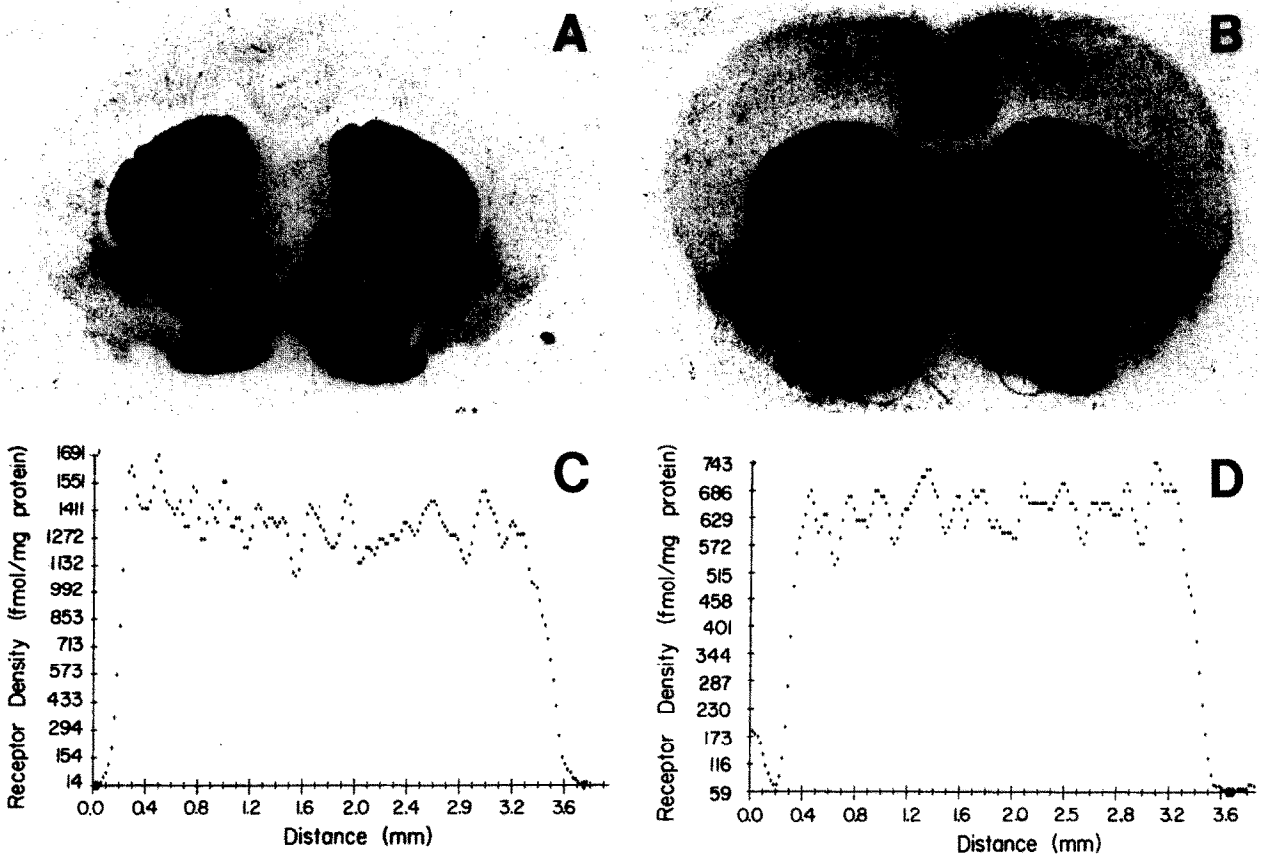 A
B
C
Receptor Density (fmol/mg protein)
1691
1551
1411
1272
1132
992
853
713
573
433
294
154
14
0.0 0.4 0.8 1.2 1.6 2.0 2.4 2.9 3.2 3.6
Distance (mm)
D
Receptor Density (fmol/mg protein)
743
686
629
572
515
458
401
344
287
230
173
116
59
0.0 0.4 0.8 1.2 1.6 2.0 2.5 2.8 3.2 3.6
Distance (mm)